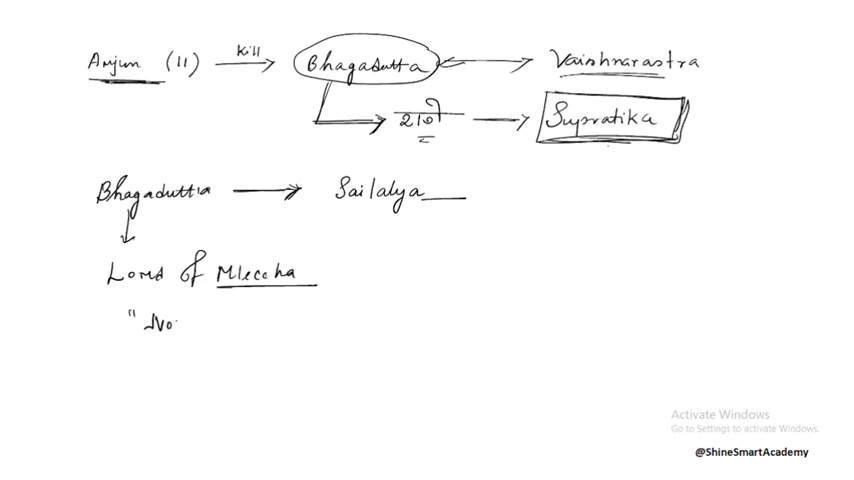 Arjun (11) kill → Bhagadutta ↔ Vaishnavastra
→ Supratika
Bhagaduttia → Sailalya
Lord of Mleccha
" No
Activate Windows
Go to Settings to activate Windows.
@ShineSmartAcademy